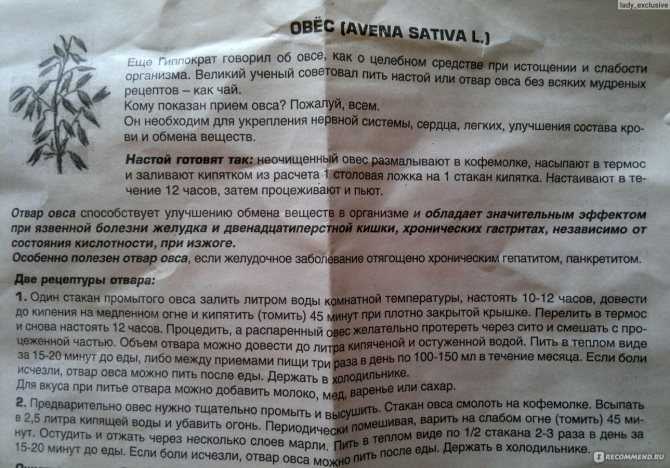 lady_exclusive
ОВЁС (AVENA SATIVA L.)
Еще Гиппократ говорил об овсе, как о целебном средстве при истощении и слабости
организма. Великий ученый советовал пить настой или отвар овса без всяких мудреных
рецептов – как чай.
Кому показан прием овса? Пожалуй, всем.
Он необходим для укрепления нервной системы, сердца, легких, улучшения состава кро-
ви и обмена веществ.
Настой готовят так: неочищенный овес размалывают в кофемолке, насыпают в термос
и заливают кипятком из расчета 1 столовая ложка на 1 стакан кипятка. Настаивают в те-
чение 12 часов, затем процеживают и пьют.
Отвар овса способствует улучшению обмена веществ в организме и обладает значительным эффектом
при язвенной болезни желудка и двенадцатиперстной кишки, хронических гастритах, независимо от
состояния кислотности, при изжоге.
Особенно полезен отвар овса, если желудочное заболевание отягощено хроническим гепатитом, панкретитом.
Две рецептуры отвара:
1. Один стакан промытого овса залить литром воды комнатной температуры, настоять 10-12 часов, довести
до кипения на медленном огне и кипятить (томить) 45 минут при плотно закрытой крышке. Перелить в термос
и снова настоять 12 часов. Процедить, а распаренный овес желательно протереть через сито и смешать с про-
цеженной частью. Объем отвара можно довести до литра кипяченой и остуженной водой. Пить в теплом виде
за 15-20 минут до еды, либо между приемами пищи три раза в день по 100-150 мл в течение месяца. Если боли
исчезли, отвар овса можно пить после еды. Держать в холодильнике.
Для вкуса при питье отвара можно добавить молоко, мед, варенье или сахар.
2. Предварительно овес нужно тщательно промыть и высушить. Стакан овса смолоть на кофемолке. Всыпать
в 2,5 литра кипящей воды и убавить огонь. Периодически помешивая, варить на слабом огне (томить) 45 ми-
нут. Остудить и отжать через несколько слоев марли. Пить в теплом виде по 1/2 стакана 2-3 раза в день за
15-20 минут до еды. Если боли исчезли, отвар овса можно пить после еды. Держать в холодильнике.
IRECOMMEND.RU